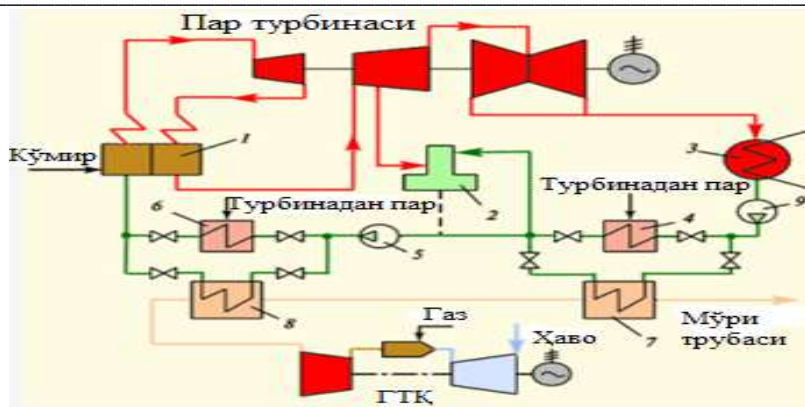 Пар турбинаси
1
Кўмир
3
Турбинадан пар
9
6
Турбинадан пар
2
4
5
8
Газ
Ҳаво
7
Мўри
трубаси
ГТҚ